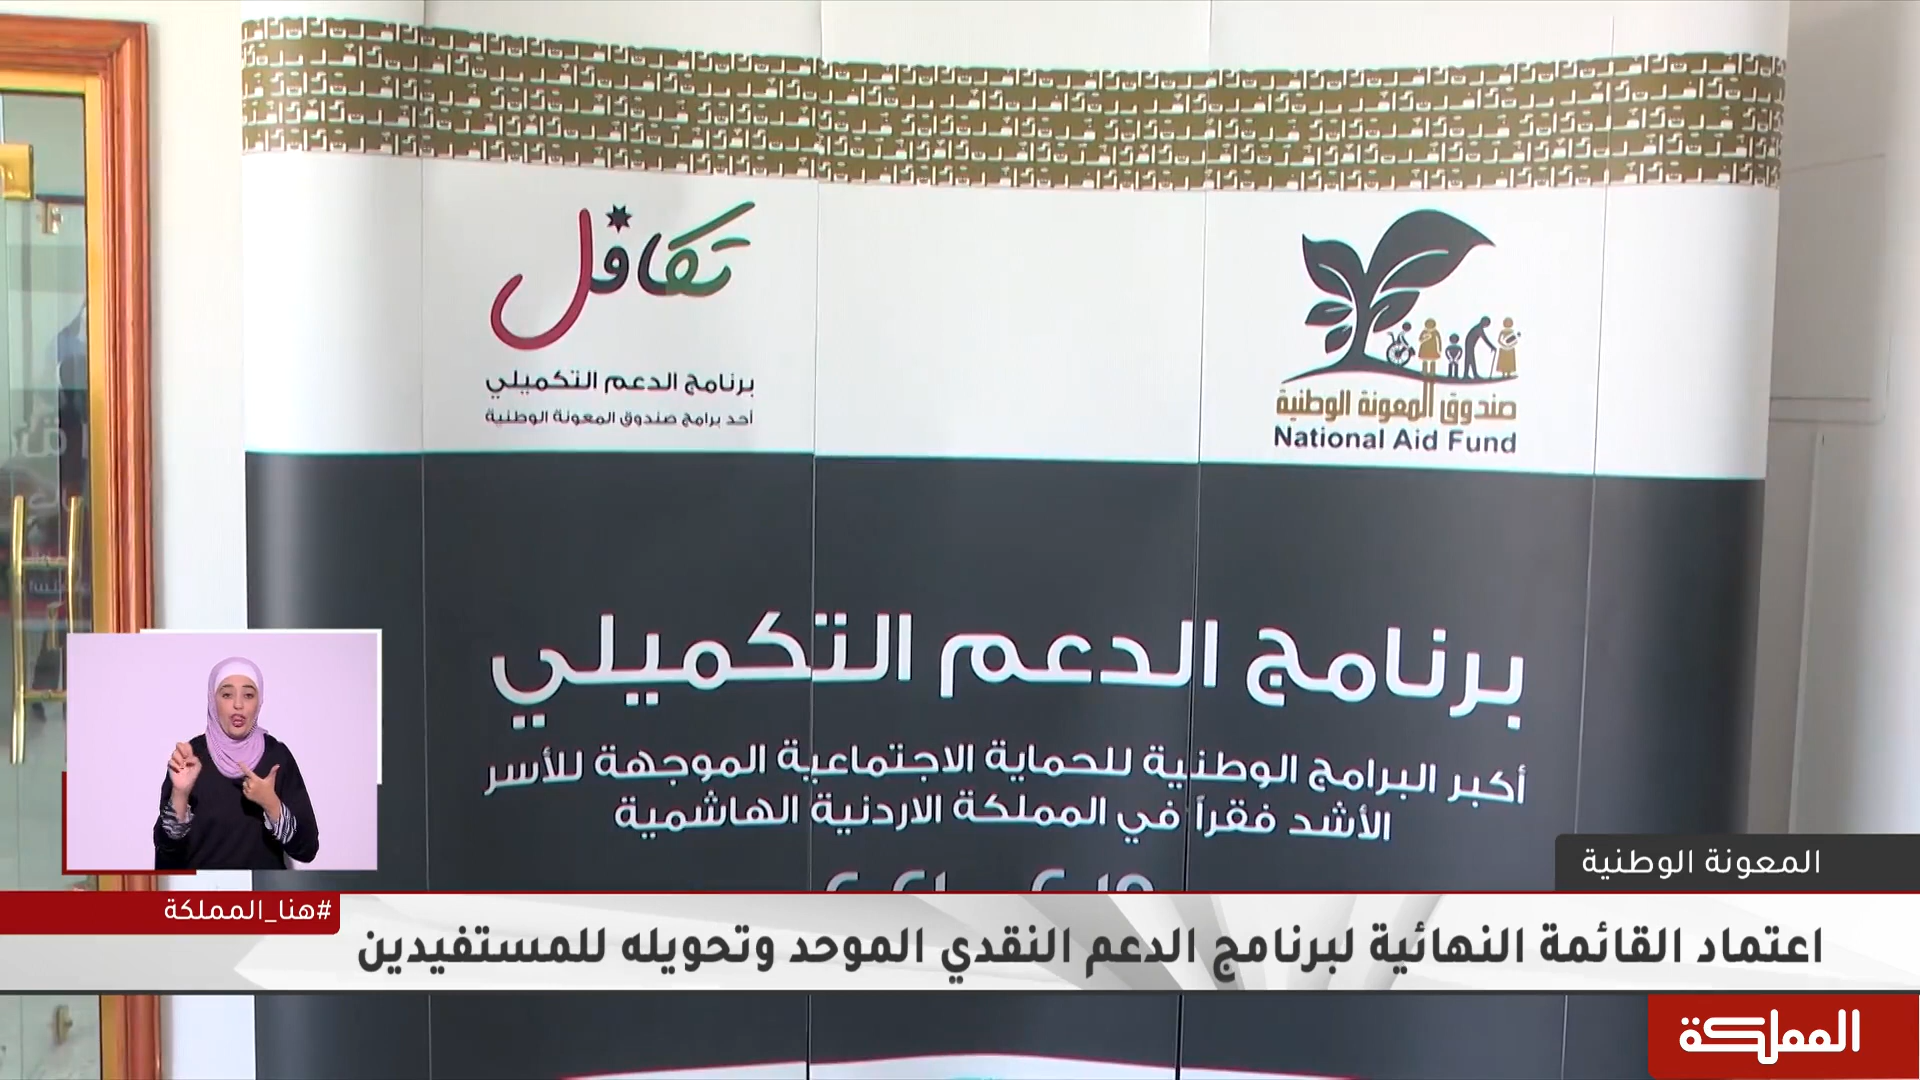 تكافل
برنامج الدعم التكميلي
أحد برامج صندوق المعونة الوطنية
صندوق المعونة الوطنية
National Aid Fund
برنامج الدعم التكميلي
أكبر البرامج الوطنية للحماية الاجتماعية الموجهة للأسر
الأشد فقراً في المملكة الاردنية الهاشمية
المعونة الوطنية
#هنا_المملكة
اعتماد القائمة النهائية لبرنامج الدعم النقدي الموحد وتحويله للمستفيدين
المملكة